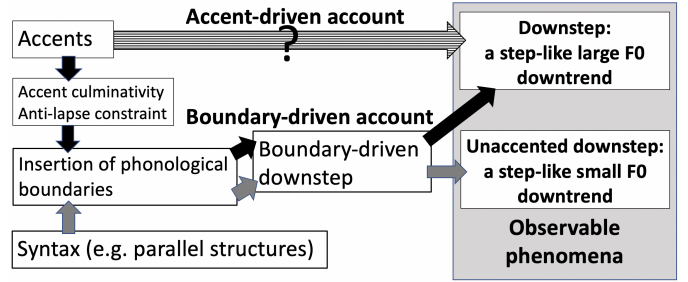 Accent-driven account
Accents
?
Downstep:
a step-like large F0
downtrend
Accent culminativity
Anti-lapse constraint
Boundary-driven account
Insertion of phonological
boundaries
Boundary-driven
downstep
Unaccented downstep:
a step-like small F0
downtrend
Syntax (e.g. parallel structures)
Observable
phenomena